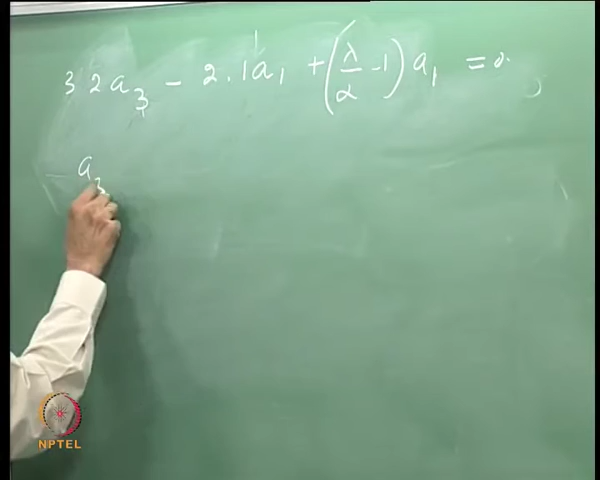 3 2 a₃ - 2.1 a₁ + (λ/α - 1) a₁ = 0
a₃
NPTEL